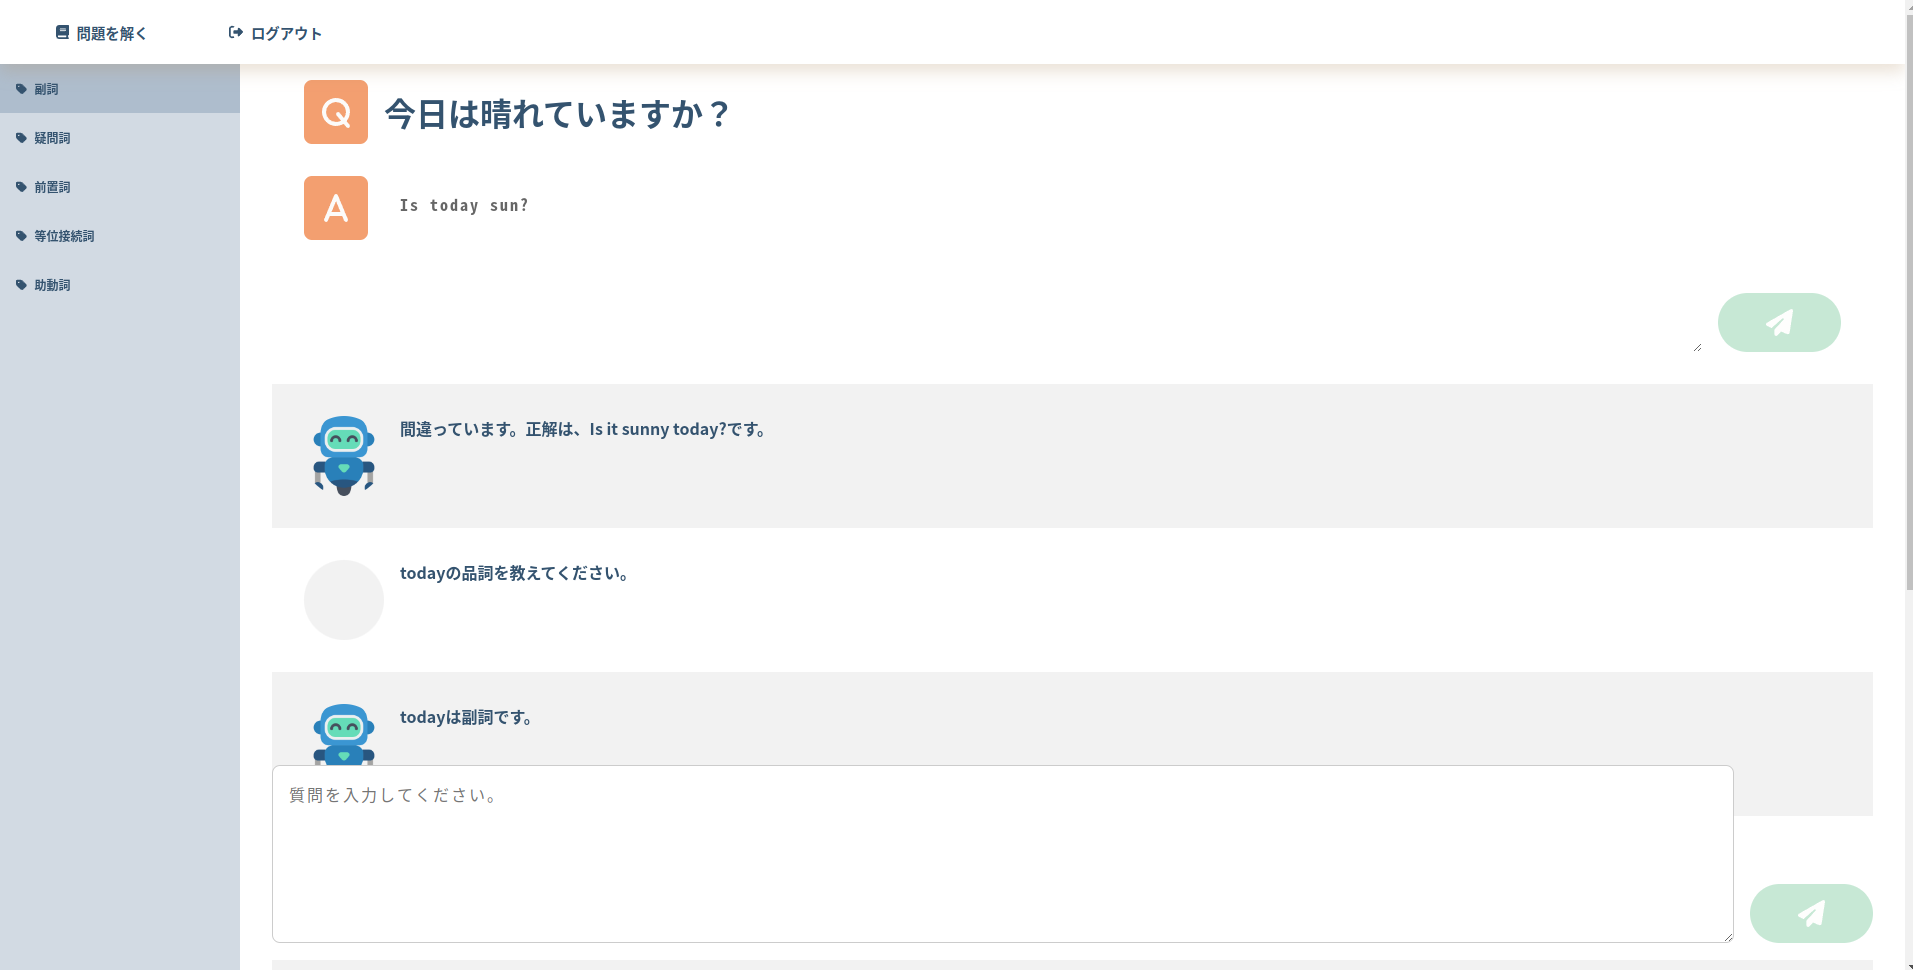 問題を解く
ログアウト
副詞
疑問詞
前置詞
等位接続詞
助動詞
Q 今日は晴れていますか？
A Is today sun?
間違っています。正解は、Is it sunny today?です。
todayの品詞を教えてください。
todayは副詞です。
質問を入力してください。